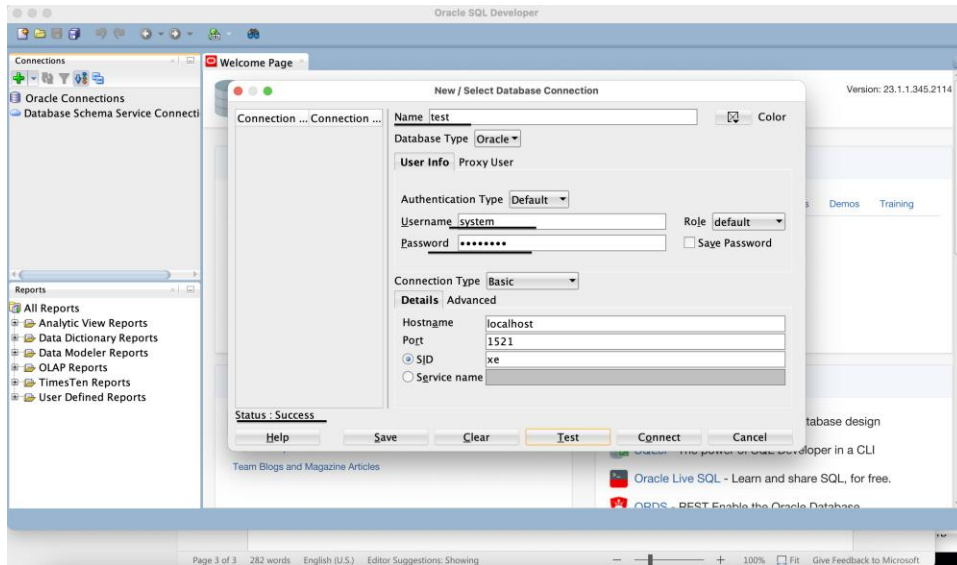 Oracle SQL Developer
Connections
Welcome Page
Oracle Connections
Database Schema Service Connecti
Version: 23.1.1.345.2114
New / Select Database Connection
Connection ... Connection ...
Name test
Color
Database Type Oracle
User Info Proxy User
Authentication Type Default
Username system
Role default
Password ••••••••
Save Password
Connection Type Basic
Details Advanced
Hostname localhost
Port 1521
SID xe
Service name
Status : Success
Help Save Clear Test Connect Cancel
Demos Training
Reports
All Reports
Analytic View Reports
Data Dictionary Reports
Data Modeler Reports
OLAP Reports
TimesTen Reports
User Defined Reports
tabase design
The power of SQL Developer in a CLI
Team Blogs and Magazine Articles
Oracle Live SQL - Learn and share SQL, for free.
ORDS - REST Enable the Oracle Database
Page 3 of 3 282 words English (U.S.) Editor Suggestions: Showing
100% Fit Give Feedback to Microsoft